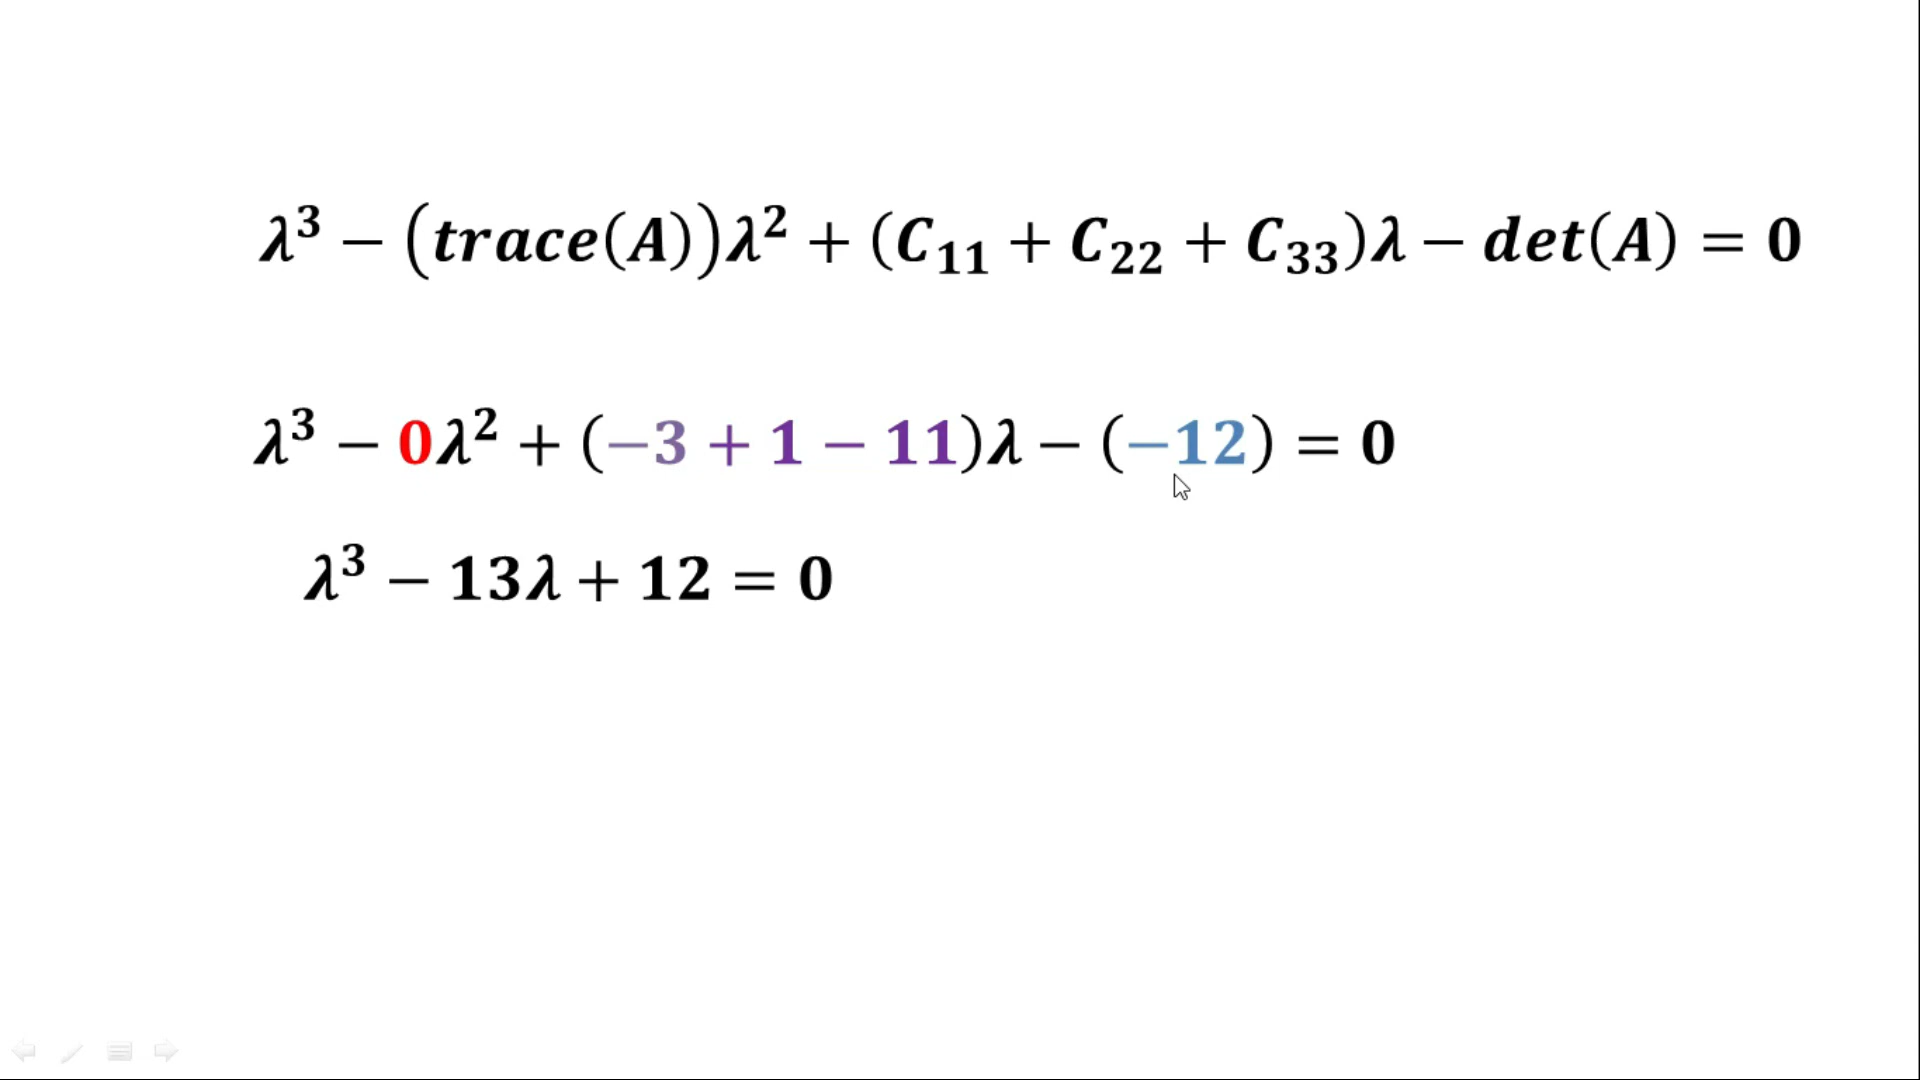 λ³ − (trace(A))λ² + (C₁₁ + C₂₂ + C₃₃)λ − det(A) = 0
λ³ − 0λ² + (−3 + 1 − 11)λ − (−12) = 0
λ³ − 13λ + 12 = 0